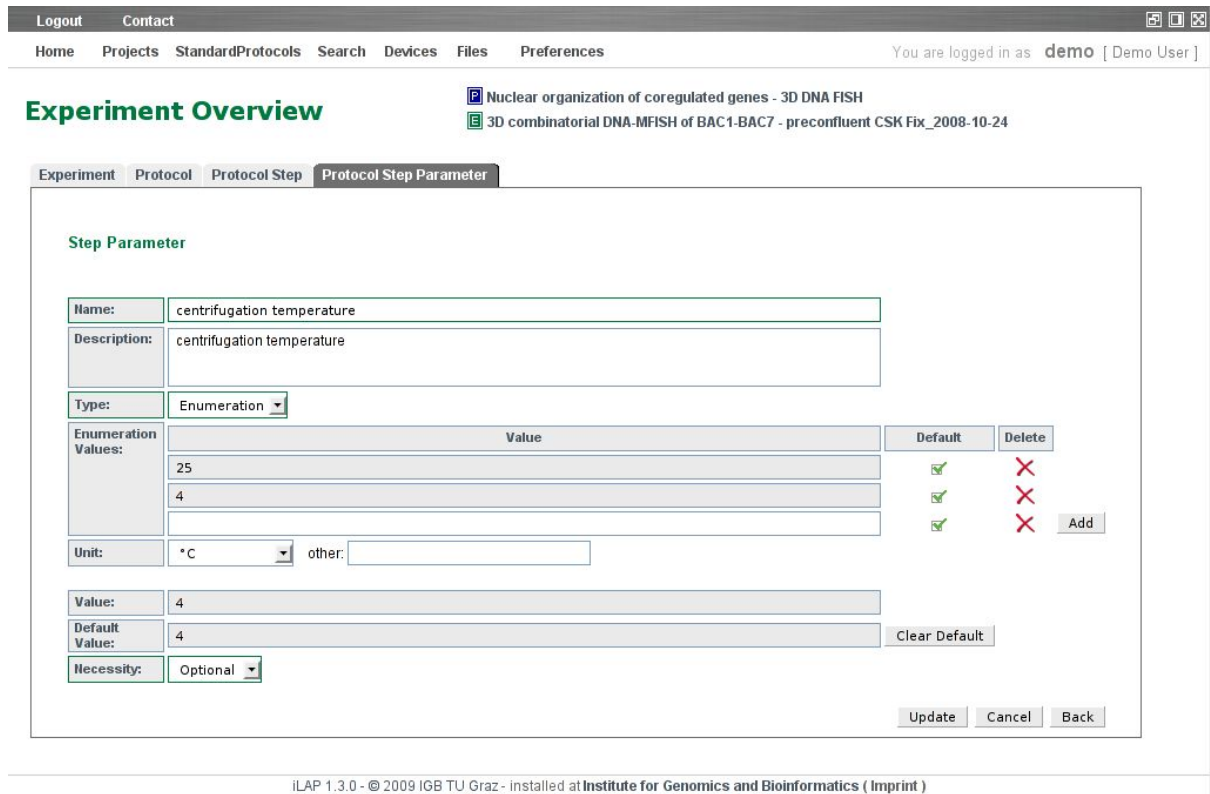 Logout Contact
Home Projects StandardProtocols Search Devices Files Preferences You are logged in as demo [ Demo User ]
Experiment Overview
P Nuclear organization of coregulated genes - 3D DNA FISH
E 3D combinatorial DNA-MFISH of BAC1-BAC7 - preconfluent CSK Fix_2008-10-24
Experiment Protocol Protocol Step Protocol Step Parameter
Step Parameter
Name: centrifugation temperature
Description: centrifugation temperature
Type: Enumeration
Enumeration Values: Value Default Delete
25
4
Add
Unit: °C other:
Value: 4
Default Value: 4 Clear Default
Necessity: Optional
Update Cancel Back
iLAP 1.3.0 - © 2009 IGB TU Graz - installed at Institute for Genomics and Bioinformatics ( Imprint )